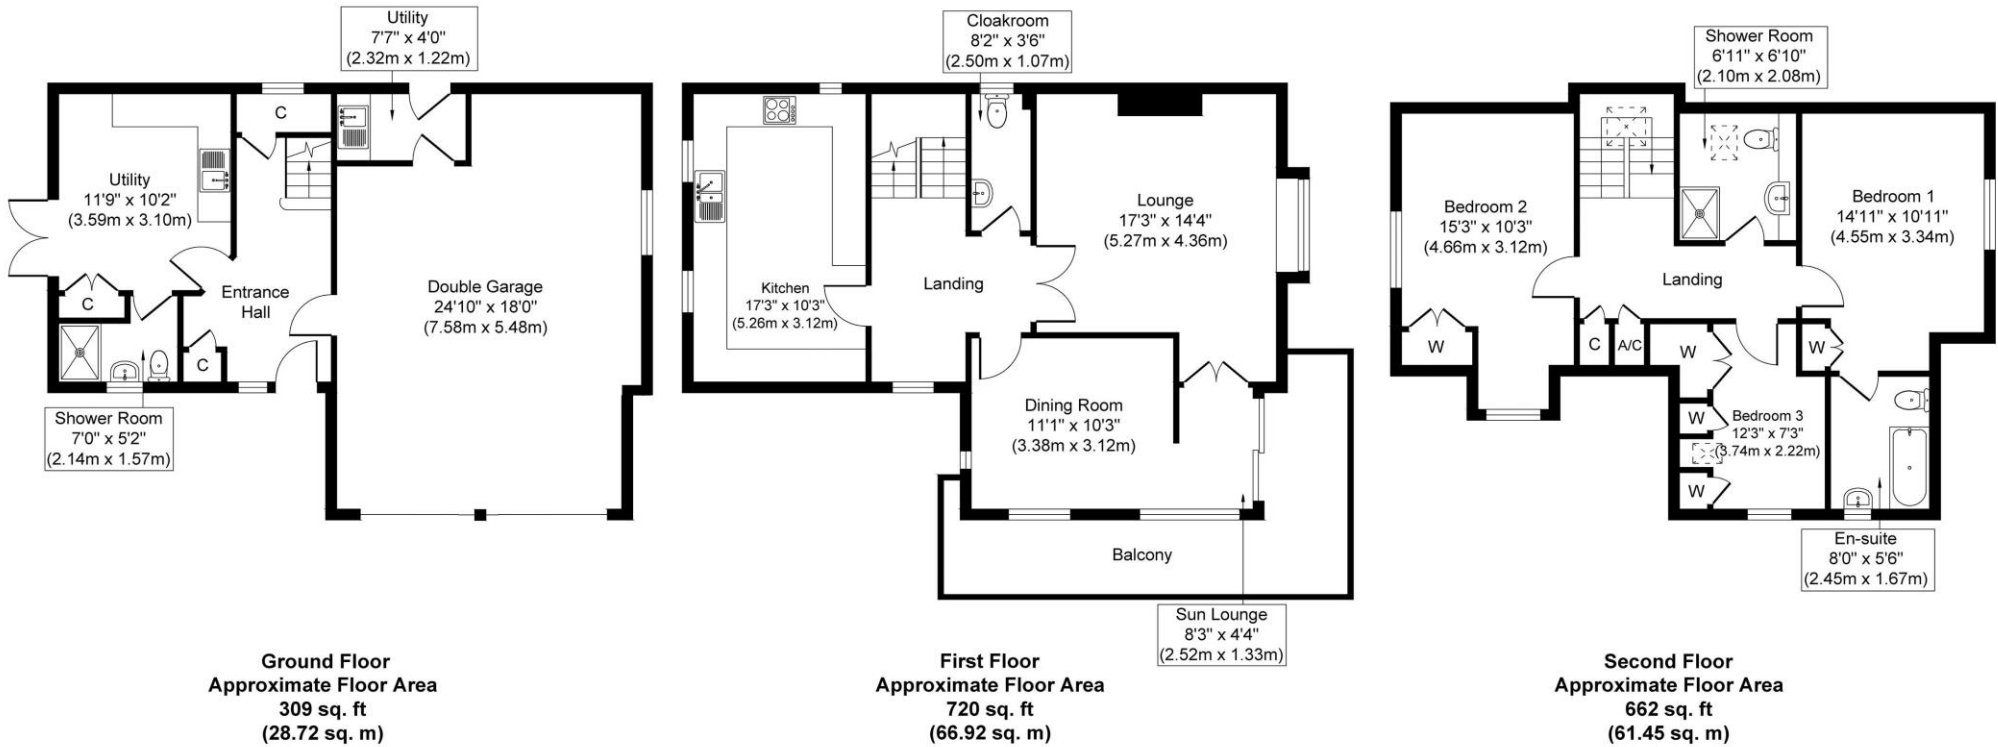 Utility
7'7" x 4'0"
(2.32m x 1.22m)
C
Utility
11'9" x 10'2"
(3.59m x 3.10m)
C
Entrance
Hall
C
Double Garage
24'10" x 18'0"
(7.58m x 5.48m)
Shower Room
7'0" x 5'2"
(2.14m x 1.57m)
Ground Floor
Approximate Floor Area
309 sq. ft
(28.72 sq. m)
Cloakroom
8'2" x 3'6"
(2.50m x 1.07m)
Lounge
17'3" x 14'4"
(5.27m x 4.36m)
Kitchen
17'3" x 10'3"
(5.26m x 3.12m)
Landing
Dining Room
11'1" x 10'3"
(3.38m x 3.12m)
Balcony
Sun Lounge
8'3" x 4'4"
(2.52m x 1.33m)
First Floor
Approximate Floor Area
720 sq. ft
(66.92 sq. m)
Shower Room
6'11" x 6'10"
(2.10m x 2.08m)
Bedroom 2
15'3" x 10'3"
(4.66m x 3.12m)
Bedroom 1
14'11" x 10'11"
(4.55m x 3.34m)
Landing
W
C
A/C
W
W
W
Bedroom 3
12'3" x 7'3"
(3.74m x 2.22m)
W
En-suite
8'0" x 5'6"
(2.45m x 1.67m)
Second Floor
Approximate Floor Area
662 sq. ft
(61.45 sq. m)